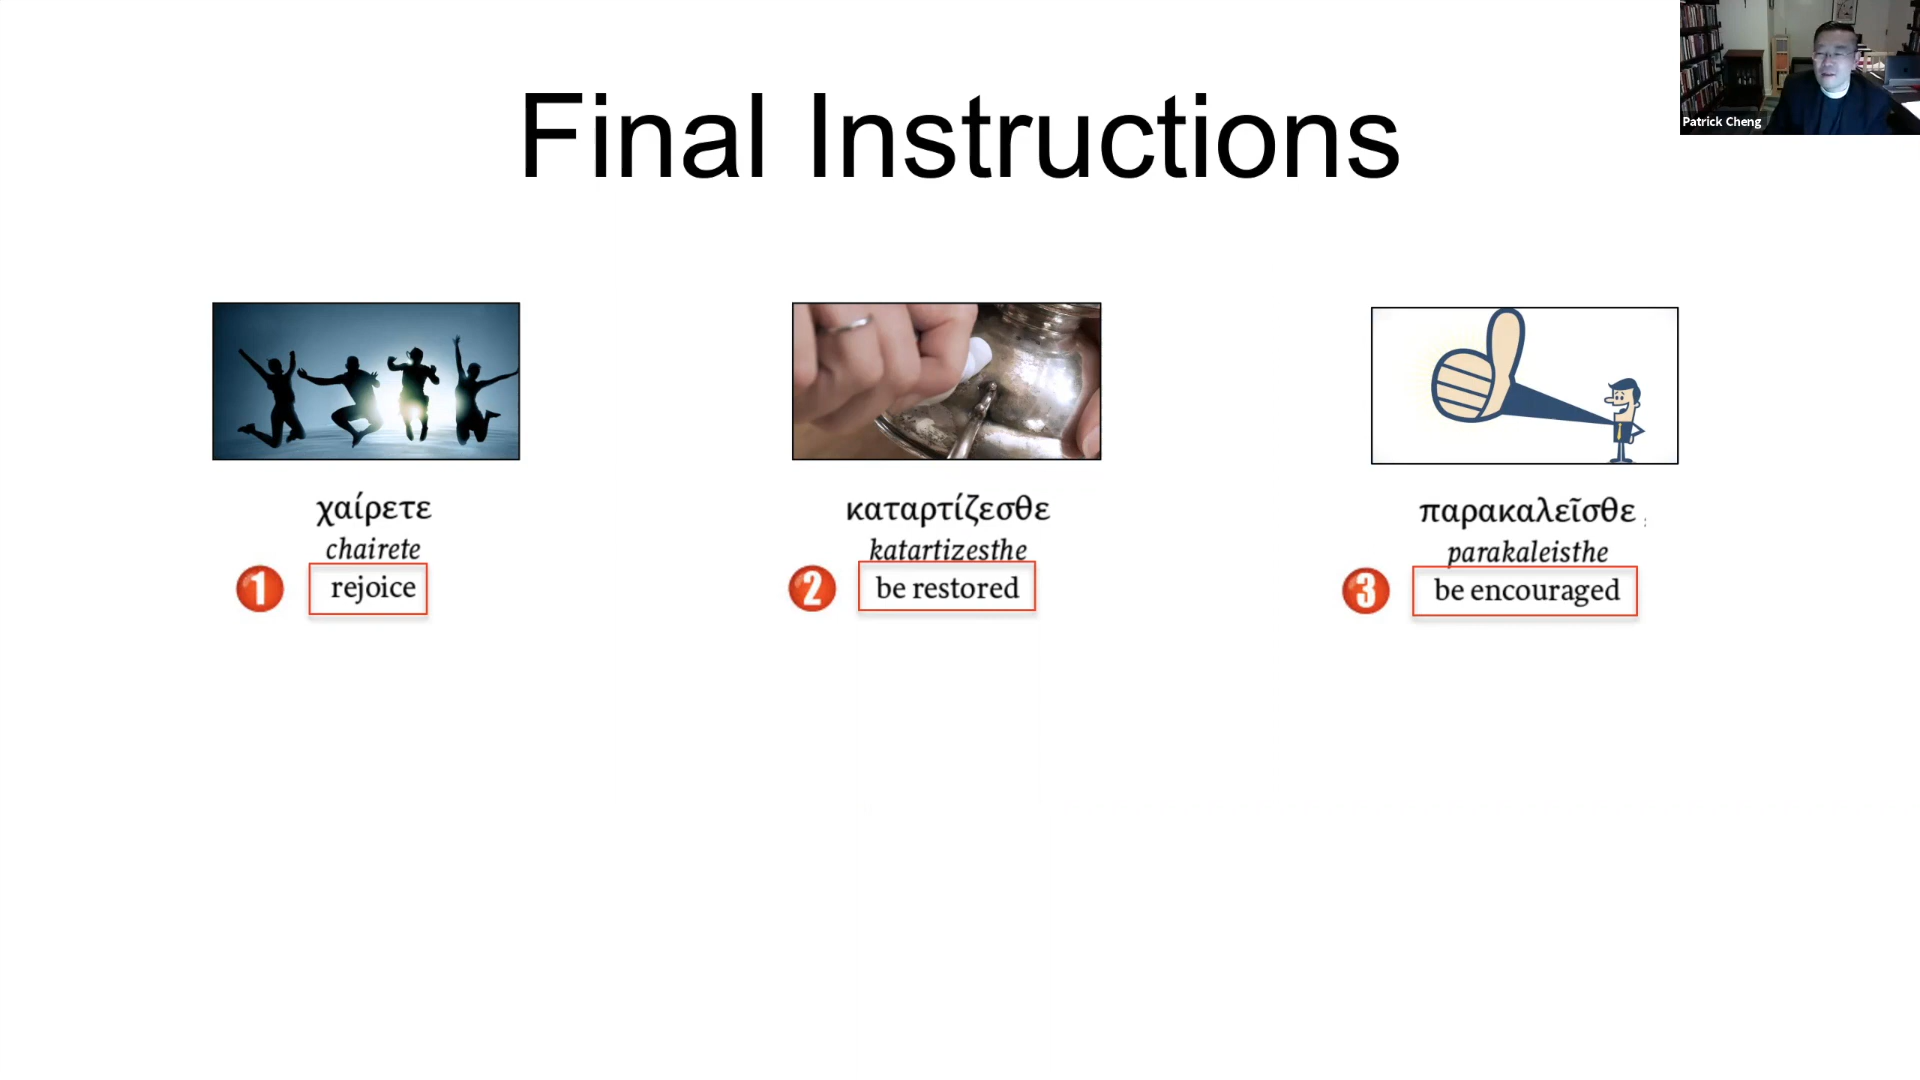 Final Instructions
Patrick Cheng
χαίρετε
chairete
1 rejoice
καταρτίζεσθε
katartizesthe
2 be restored
παρακαλεῖσθε ;
parakaleisthe
3 be encouraged